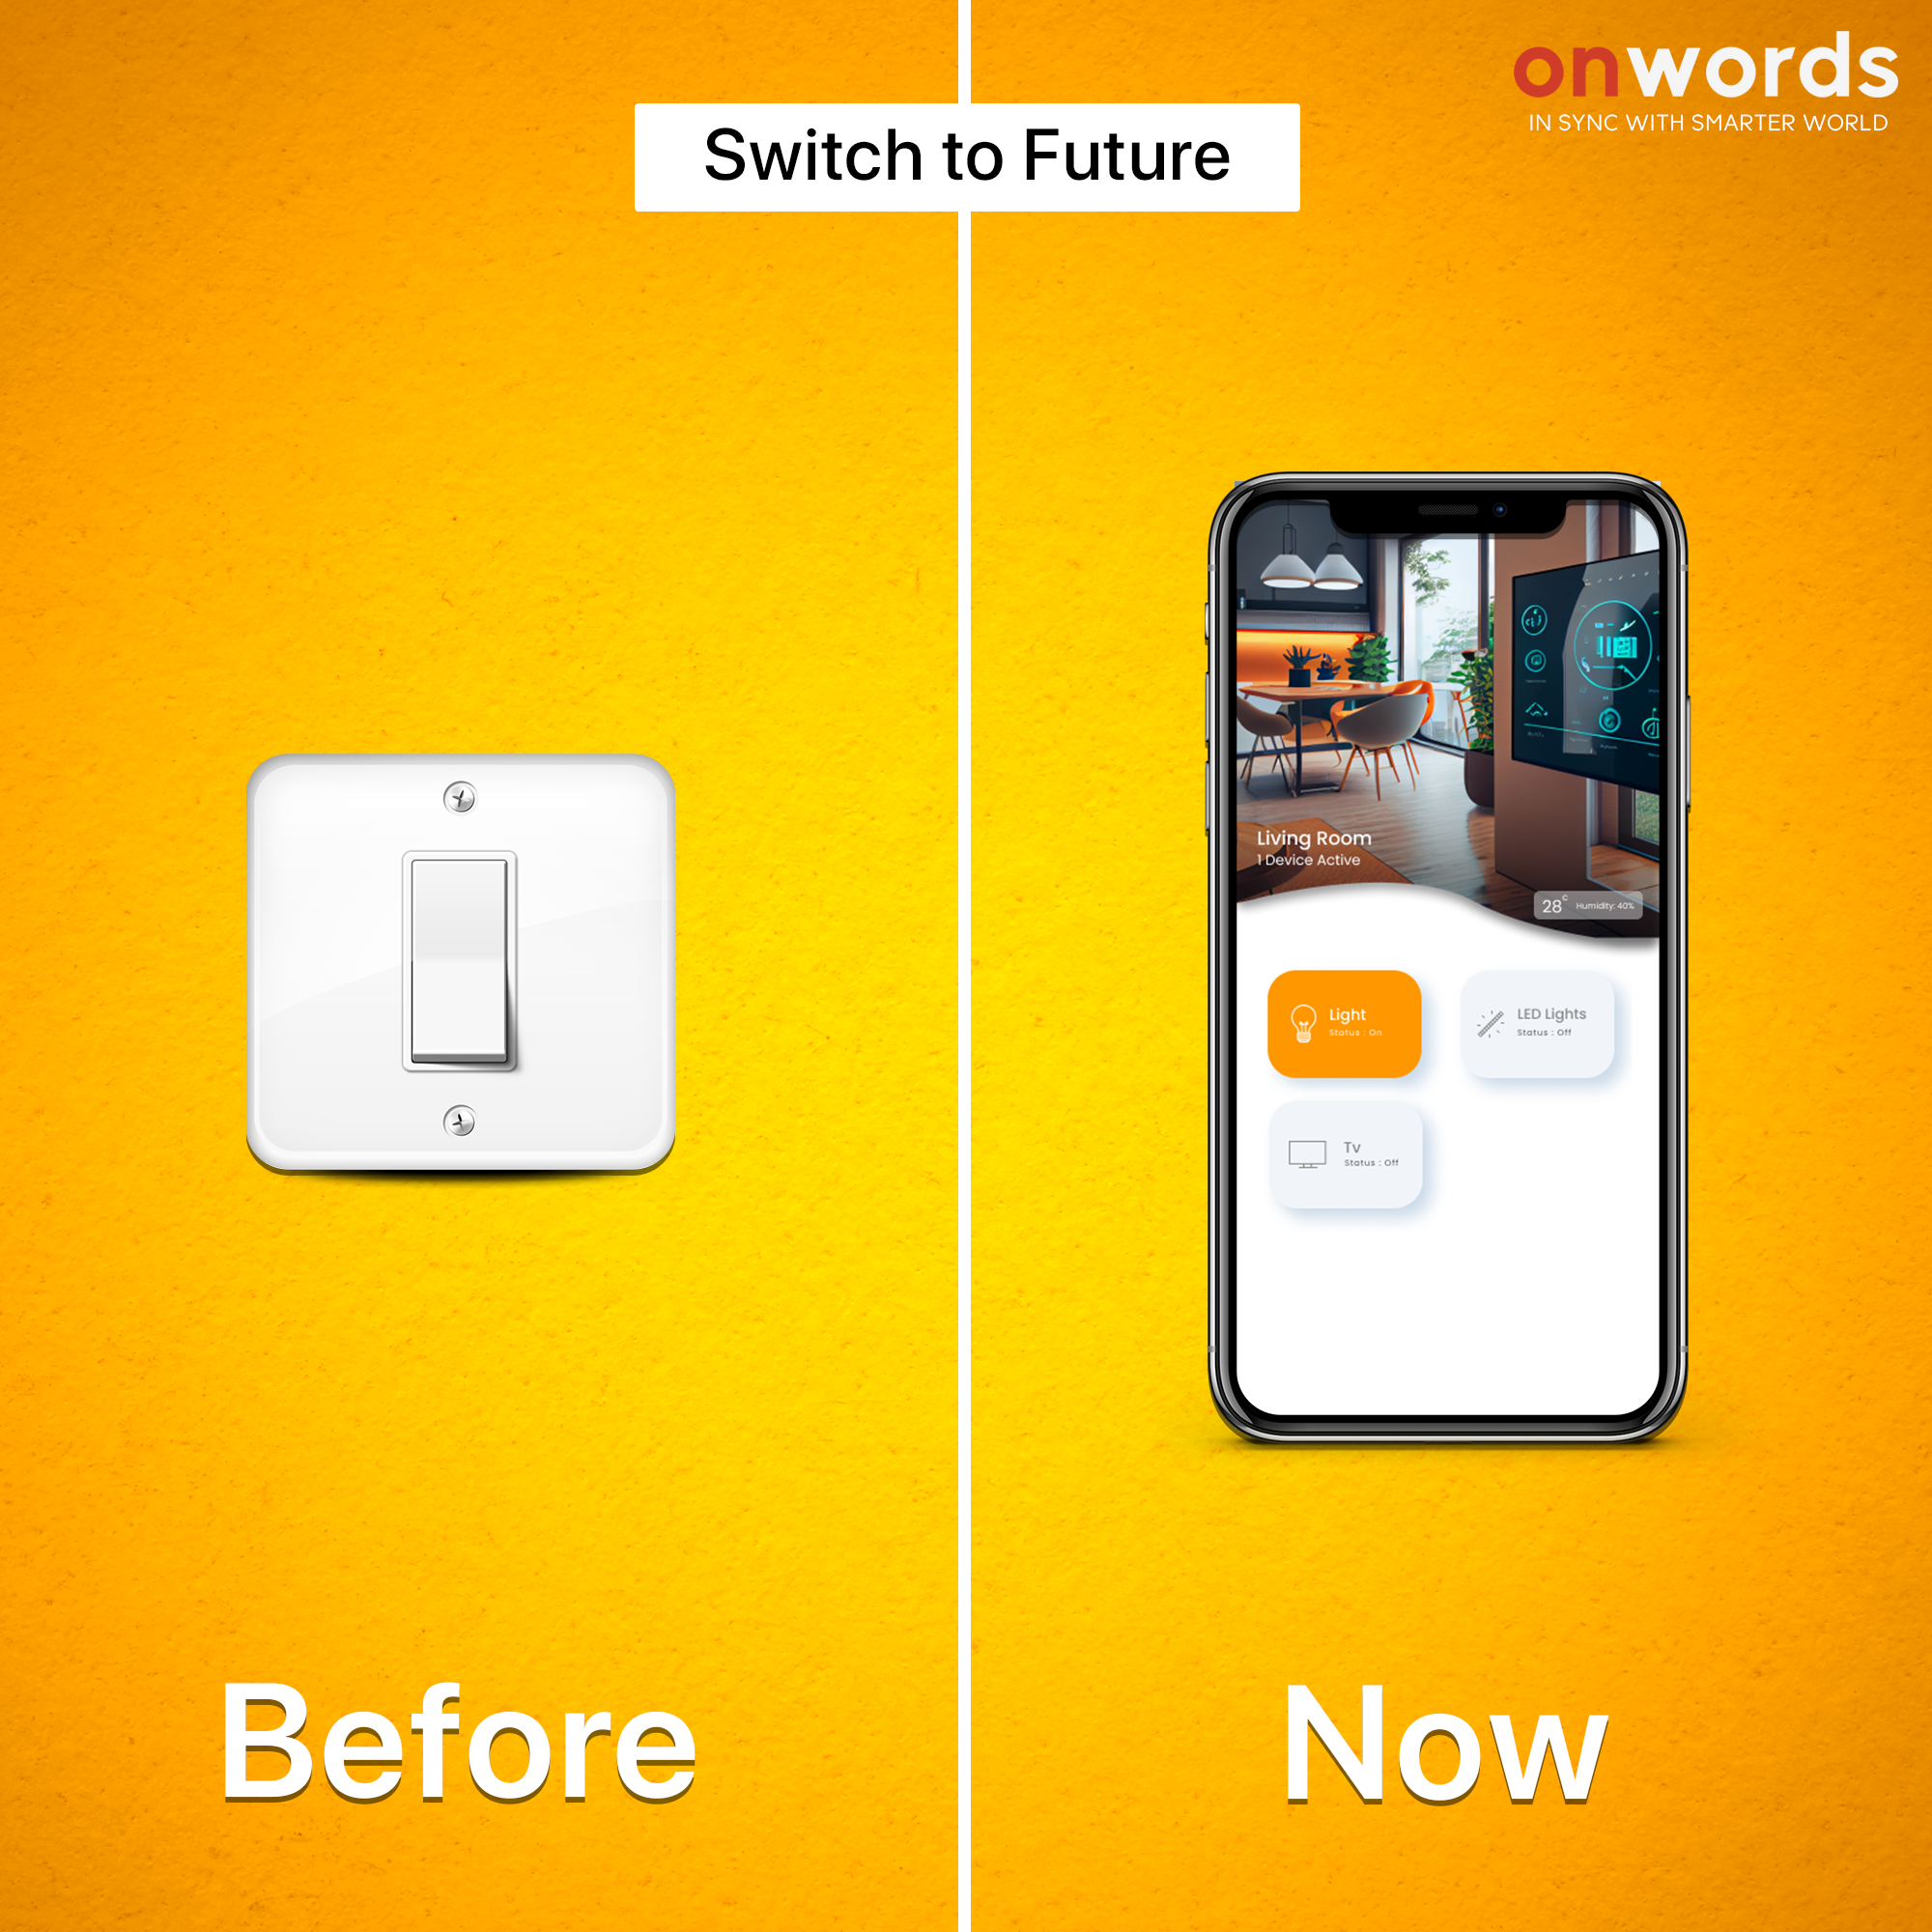 onwords
IN SYNC WITH SMARTER WORLD
Switch to Future
Living Room
1 Device Active
28°C Humidity: 40%
Light
Status : On
LED Lights
Status : Off
Tv
Status : Off
Before
Now